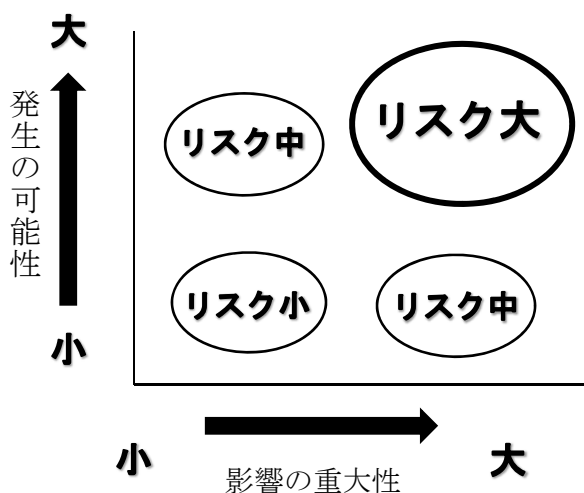 大
発生の可能性
小
リスク中
リスク大
リスク小
リスク中
小
影響の重大性
大